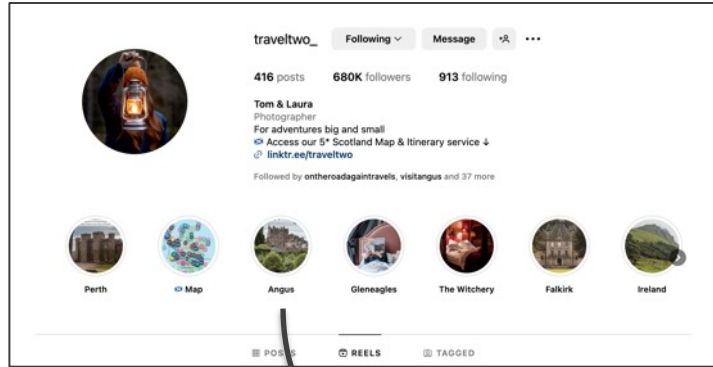 traveltwo_ Following Message
416 posts 680K followers 913 following
Tom & Laura
Photographer
For adventures big and small
Access our 5* Scotland Map & Itinerary service ↓
linktr.ee/traveltwo
Followed by ontheroadagaintravels, visitangus and 37 more
Perth Map Angus Gleneagles The Witchery Falkirk Ireland
POSTS REELS TAGGED